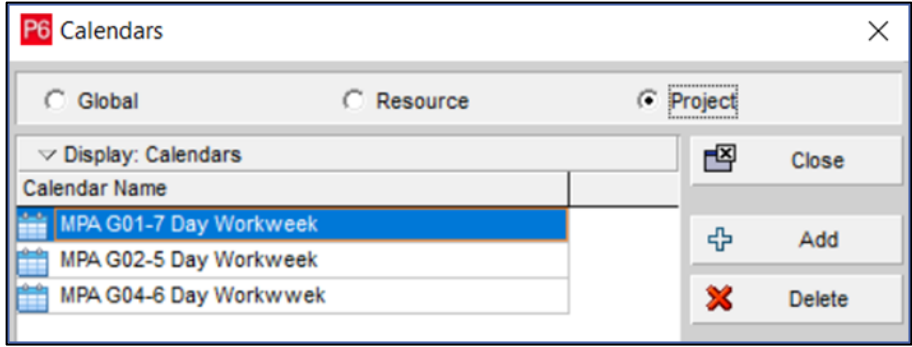 P6 Calendars
Global Resource Project
Display: Calendars
Close
Calendar Name
MPA G01-7 Day Workweek
Add
MPA G02-5 Day Workweek
MPA G04-6 Day Workwwek
Delete